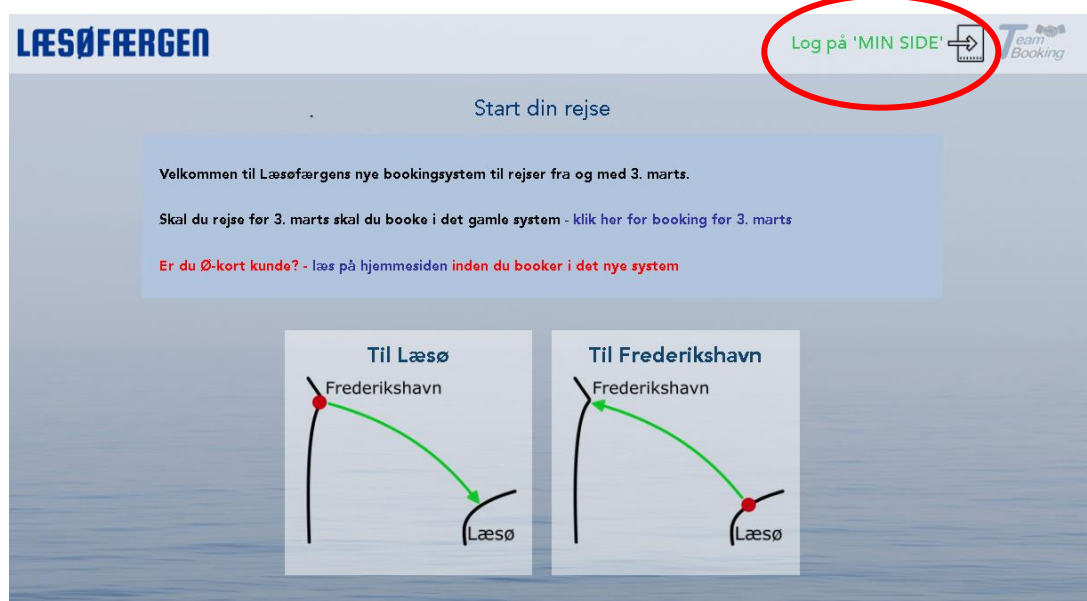 LÆSØFÆRGEN
Log på 'MIN SIDE'
Team
Booking
Start din rejse
Velkommen til Læsøfærgens nye bookingsystem til rejser fra og med 3. marts.
Skal du rejse før 3. marts skal du booke i det gamle system - klik her for booking før 3. marts
Er du Ø-kort kunde? - læs på hjemmesiden inden du booker i det nye system
Til Læsø
Frederikshavn
Læsø
Til Frederikshavn
Frederikshavn
Læsø